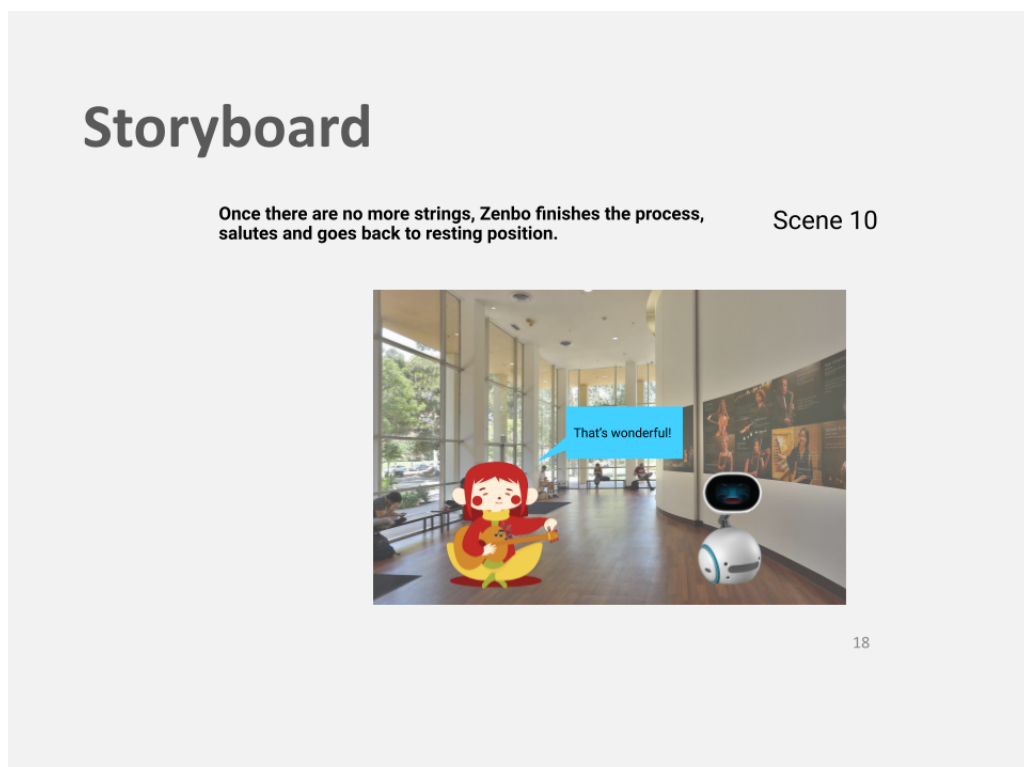 Storyboard
Once there are no more strings, Zenbo finishes the process,
salutes and goes back to resting position.
Scene 10
That's wonderful!
18